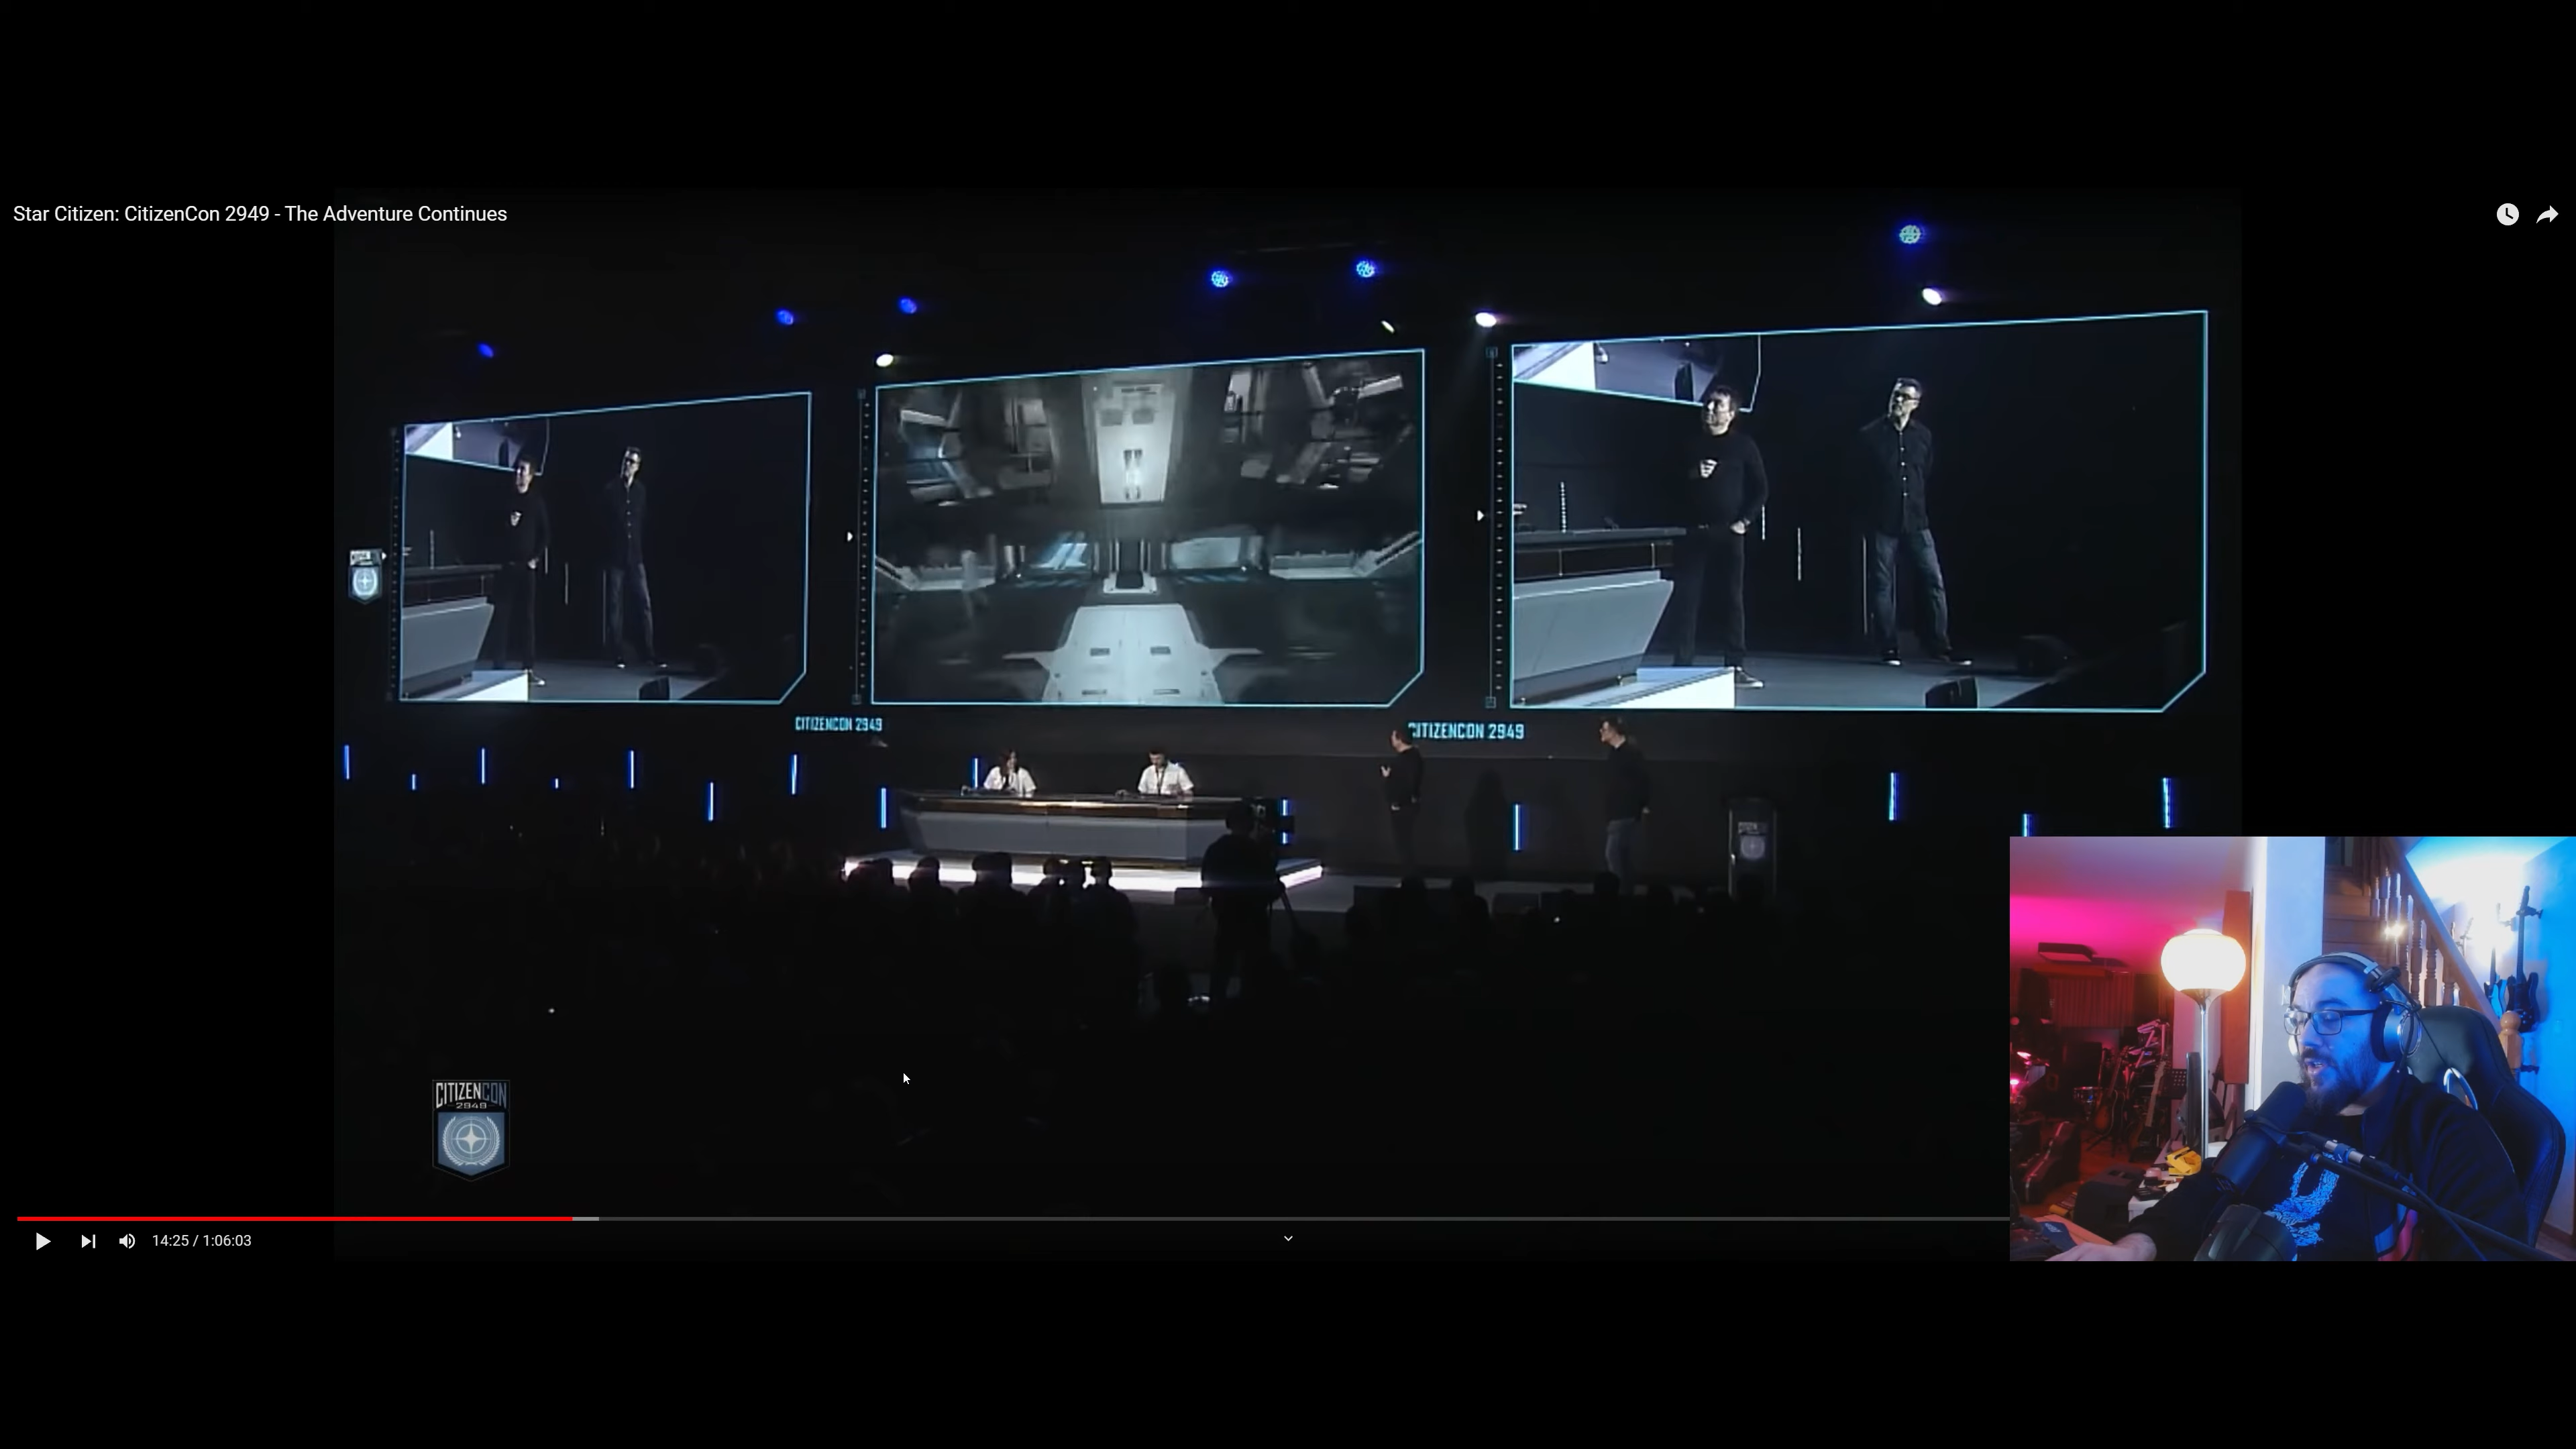 Star Citizen: CitizenCon 2949 - The Adventure Continues
CITIZENCON 2949
CITIZENCON 2949
CITIZENCON
2949
14:25 / 1:06:03